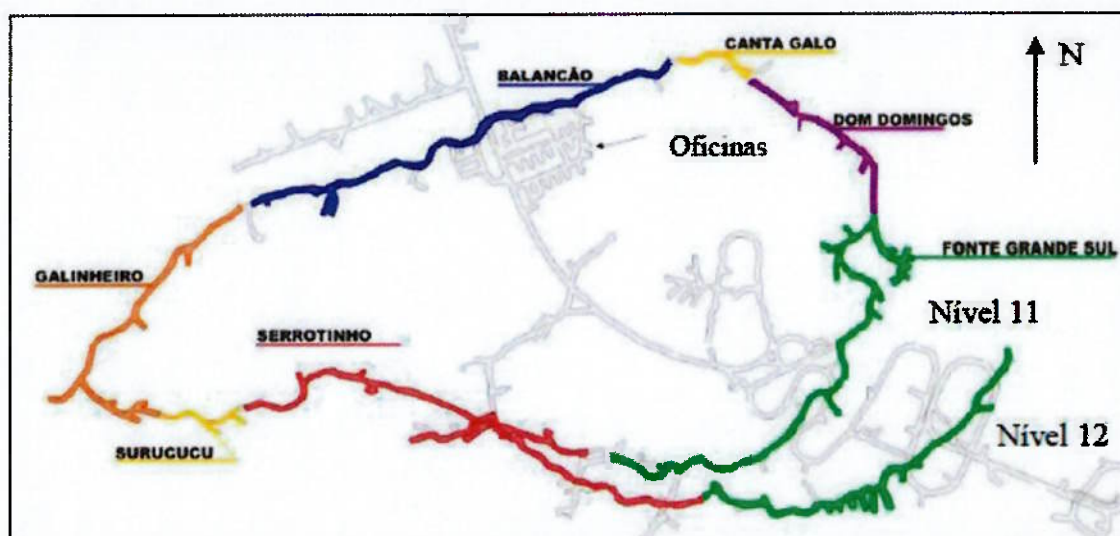 CANTA GALO
N
BALANCÃO
DOM DOMINGOS
Oficinas
FONTE GRANDE SUL
GALINHEIRO
Nível 11
SERROTINHO
Nível 12
SURUCUCU